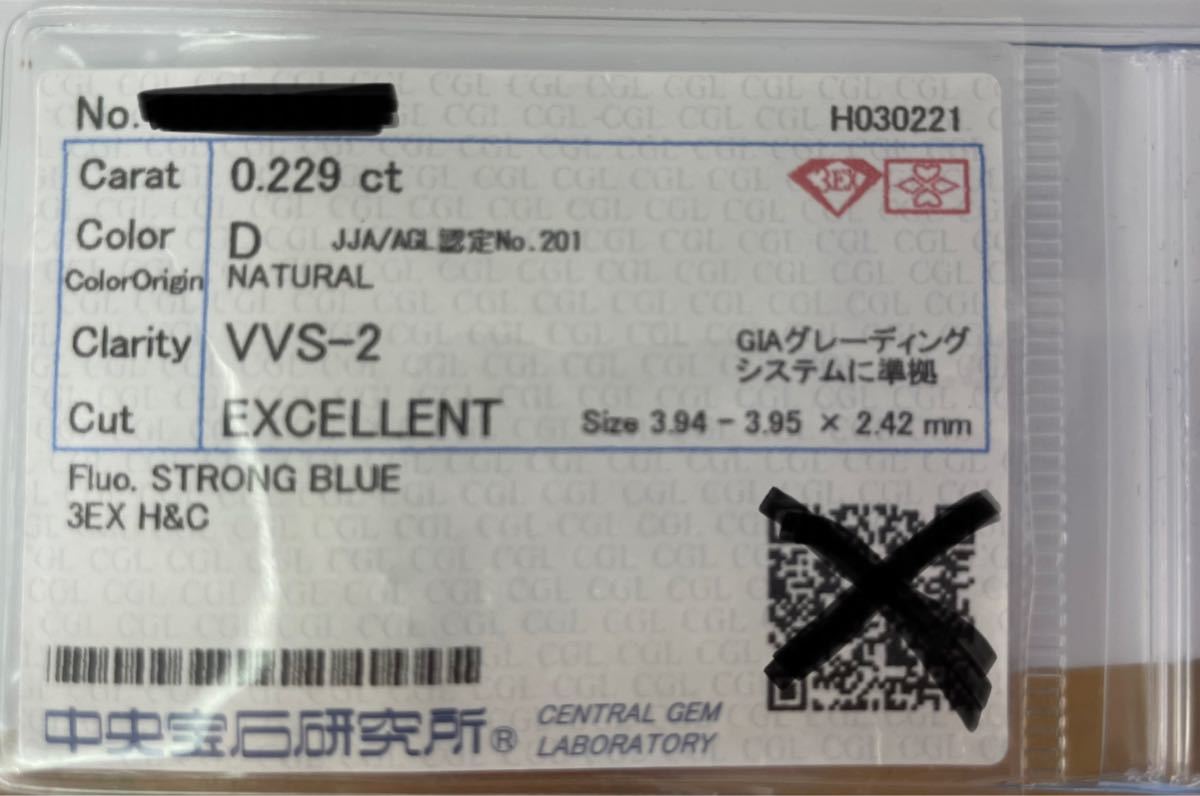 No.
H030221
Carat 0.229 ct
3EX
Color D JJA/AGL認定No.201
ColorOrigin NATURAL
Clarity VVS-2
GIAグレーディング
システムに準拠
Cut EXCELLENT Size 3.94 - 3.95 × 2.42 mm
Fluo. STRONG BLUE
3EX H&C
中央宝石研究所® CENTRAL GEM
LABORATORY